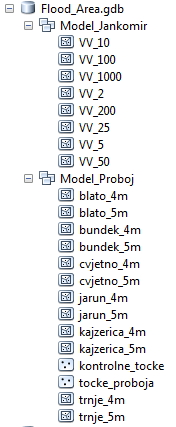 Flood_Area.gdb
Model_Jankomir
VV_10
VV_100
VV_1000
VV_2
VV_200
VV_25
VV_5
VV_50
Model_Proboj
blato_4m
blato_5m
bundek_4m
bundek_5m
cvjetno_4m
cvjetno_5m
jarun_4m
jarun_5m
kajzerica_4m
kajzerica_5m
kontrolne_tocke
tocke_proboja
trnje_4m
trnje_5m